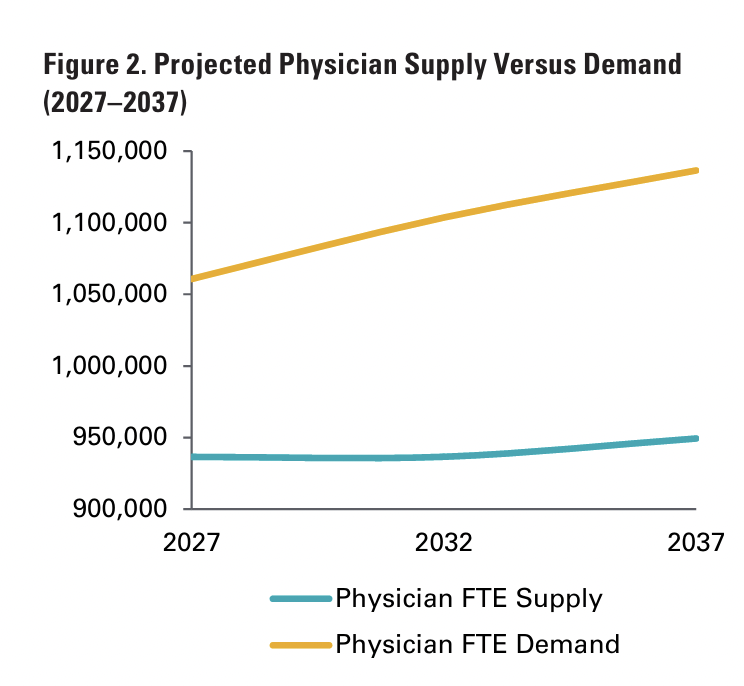 Figure 2. Projected Physician Supply Versus Demand
(2027–2037)
1,150,000
1,100,000
1,050,000
1,000,000
950,000
900,000
2027 2032 2037
Physician FTE Supply
Physician FTE Demand